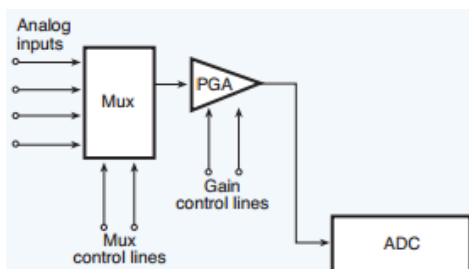 Analog
inputs
Mux
PGA
Gain
control lines
Mux
control lines
ADC